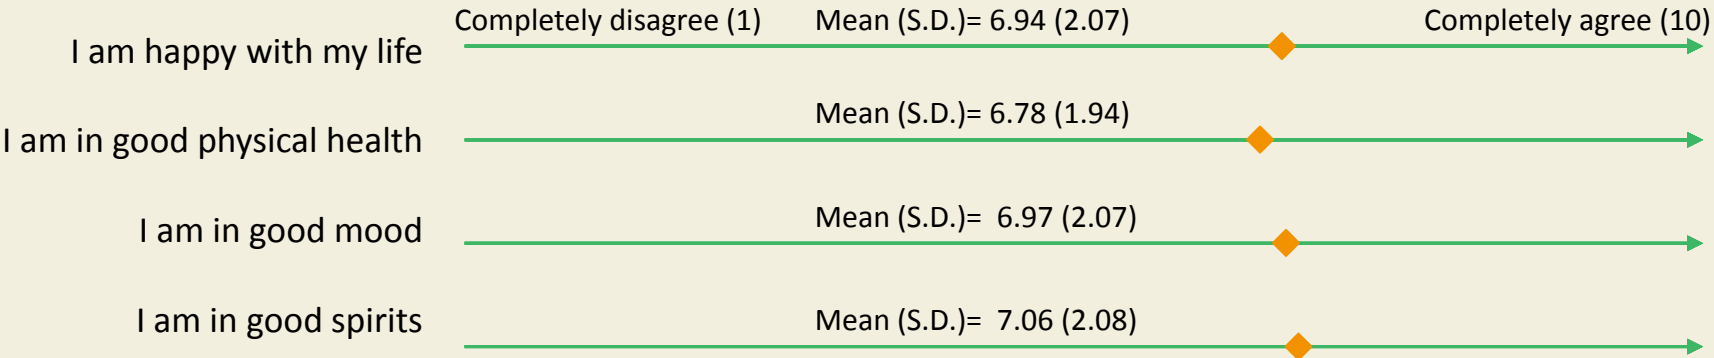 Completely disagree (1) Mean (S.D.)= 6.94 (2.07) Completely agree (10)
I am happy with my life
Mean (S.D.)= 6.78 (1.94)
I am in good physical health
Mean (S.D.)=  6.97 (2.07)
I am in good mood
Mean (S.D.)=  7.06 (2.08)
I am in good spirits